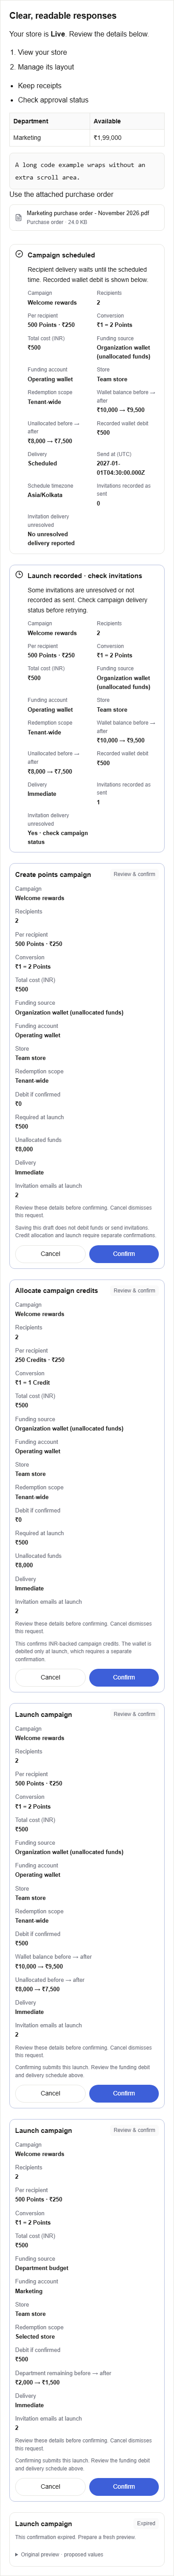 Clear, readable responses
Your store is Live. Review the details below.
1. View your store
2. Manage its layout
• Keep receipts
• Check approval status
Department Available
Marketing ₹1,99,000
A long code example wraps without an
extra scroll area.
Use the attached purchase order
Marketing purchase order - November 2026.pdf
Purchase order · 24.0 KB
Campaign scheduled
Recipient delivery waits until the scheduled
time. Recorded wallet debit is shown below.
Campaign Recipients
Welcome rewards 2
Per recipient Conversion
500 Points · ₹250 ₹1 = 2 Points
Total cost (INR) Funding source
₹500 Organization wallet
(unallocated funds)
Funding account Store
Operating wallet Team store
Redemption scope Wallet balance before →
Tenant-wide after
₹10,000 → ₹9,500
Unallocated before → Recorded wallet debit
after ₹500
₹8,000 → ₹7,500
Delivery Send at (UTC)
Scheduled 2027-01-
01T04:30:00.000Z
Schedule timezone Invitations recorded as
Asia/Kolkata sent
0
Invitation delivery
unresolved
No unresolved
delivery reported
Launch recorded · check invitations
Some invitations are unresolved or not
recorded as sent. Check campaign delivery
status before retrying.
Campaign Recipients
Welcome rewards 2
Per recipient Conversion
500 Points · ₹250 ₹1 = 2 Points
Total cost (INR) Funding source
₹500 Organization wallet
(unallocated funds)
Funding account Store
Operating wallet Team store
Redemption scope Wallet balance before →
Tenant-wide after
₹10,000 → ₹9,500
Unallocated before → Recorded wallet debit
after ₹500
₹8,000 → ₹7,500
Delivery Invitations recorded as
Immediate sent
1
Invitation delivery
unresolved
Yes · check campaign
status
Create points campaign Review & confirm
Campaign
Welcome rewards
Recipients
2
Per recipient
500 Points · ₹250
Conversion
₹1 = 2 Points
Total cost (INR)
₹500
Funding source
Organization wallet (unallocated funds)
Funding account
Operating wallet
Store
Team store
Redemption scope
Tenant-wide
Debit if confirmed
₹0
Required at launch
₹500
Unallocated funds
₹8,000
Delivery
Immediate
Invitation emails at launch
2
Review these details before confirming. Cancel dismisses
this request.
Saving this draft does not debit funds or send invitations.
Credit allocation and launch require separate confirmations
Cancel Confirm
Allocate campaign credits Review & confirm
Campaign
Welcome rewards
Recipients
2
Per recipient
250 Credits · ₹250
Conversion
₹1 = 1 Credit
Total cost (INR)
₹500
Funding source
Organization wallet (unallocated funds)
Funding account
Operating wallet
Store
Team store
Redemption scope
Tenant-wide
Debit if confirmed
₹0
Required at launch
₹500
Unallocated funds
₹8,000
Delivery
Immediate
Invitation emails at launch
2
Review these details before confirming. Cancel dismisses
this request.
This confirms INR-backed campaign credits. The wallet is
debited only at launch, which requires a separate
confirmation.
Cancel Confirm
Launch campaign Review & confirm
Campaign
Welcome rewards
Recipients
2
Per recipient
500 Points · ₹250
Conversion
₹1 = 2 Points
Total cost (INR)
₹500
Funding source
Organization wallet (unallocated funds)
Funding account
Operating wallet
Store
Team store
Redemption scope
Tenant-wide
Debit if confirmed
₹500
Wallet balance before → after
₹10,000 → ₹9,500
Unallocated before → after
₹8,000 → ₹7,500
Delivery
Immediate
Invitation emails at launch
2
Review these details before confirming. Cancel dismisses
this request.
Confirming submits this launch. Review the funding debit
and delivery schedule above.
Cancel Confirm
Launch campaign Review & confirm
Campaign
Welcome rewards
Recipients
2
Per recipient
500 Points · ₹250
Conversion
₹1 = 2 Points
Total cost (INR)
₹500
Funding source
Department budget
Funding account
Marketing
Store
Team store
Redemption scope
Selected store
Debit if confirmed
₹500
Department remaining before → after
₹2,000 → ₹1,500
Delivery
Immediate
Invitation emails at launch
2
Review these details before confirming. Cancel dismisses
this request.
Confirming submits this launch. Review the funding debit
and delivery schedule above.
Cancel Confirm
Launch campaign Expired
This confirmation expired. Prepare a fresh preview.
▸ Original preview · proposed values